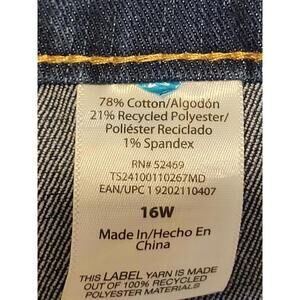 78% Cotton/Algodón
21% Recycled Polyester/
Poliéster Reciclado
1% Spandex
RN# 52469
TS24100110267MD
EAN/UPC 1 9202110407
16W
Made In/Hecho En
China
THIS LABEL YARN IS MADE
OUT OF 100% RECYCLED
POLYESTER MATERIALS